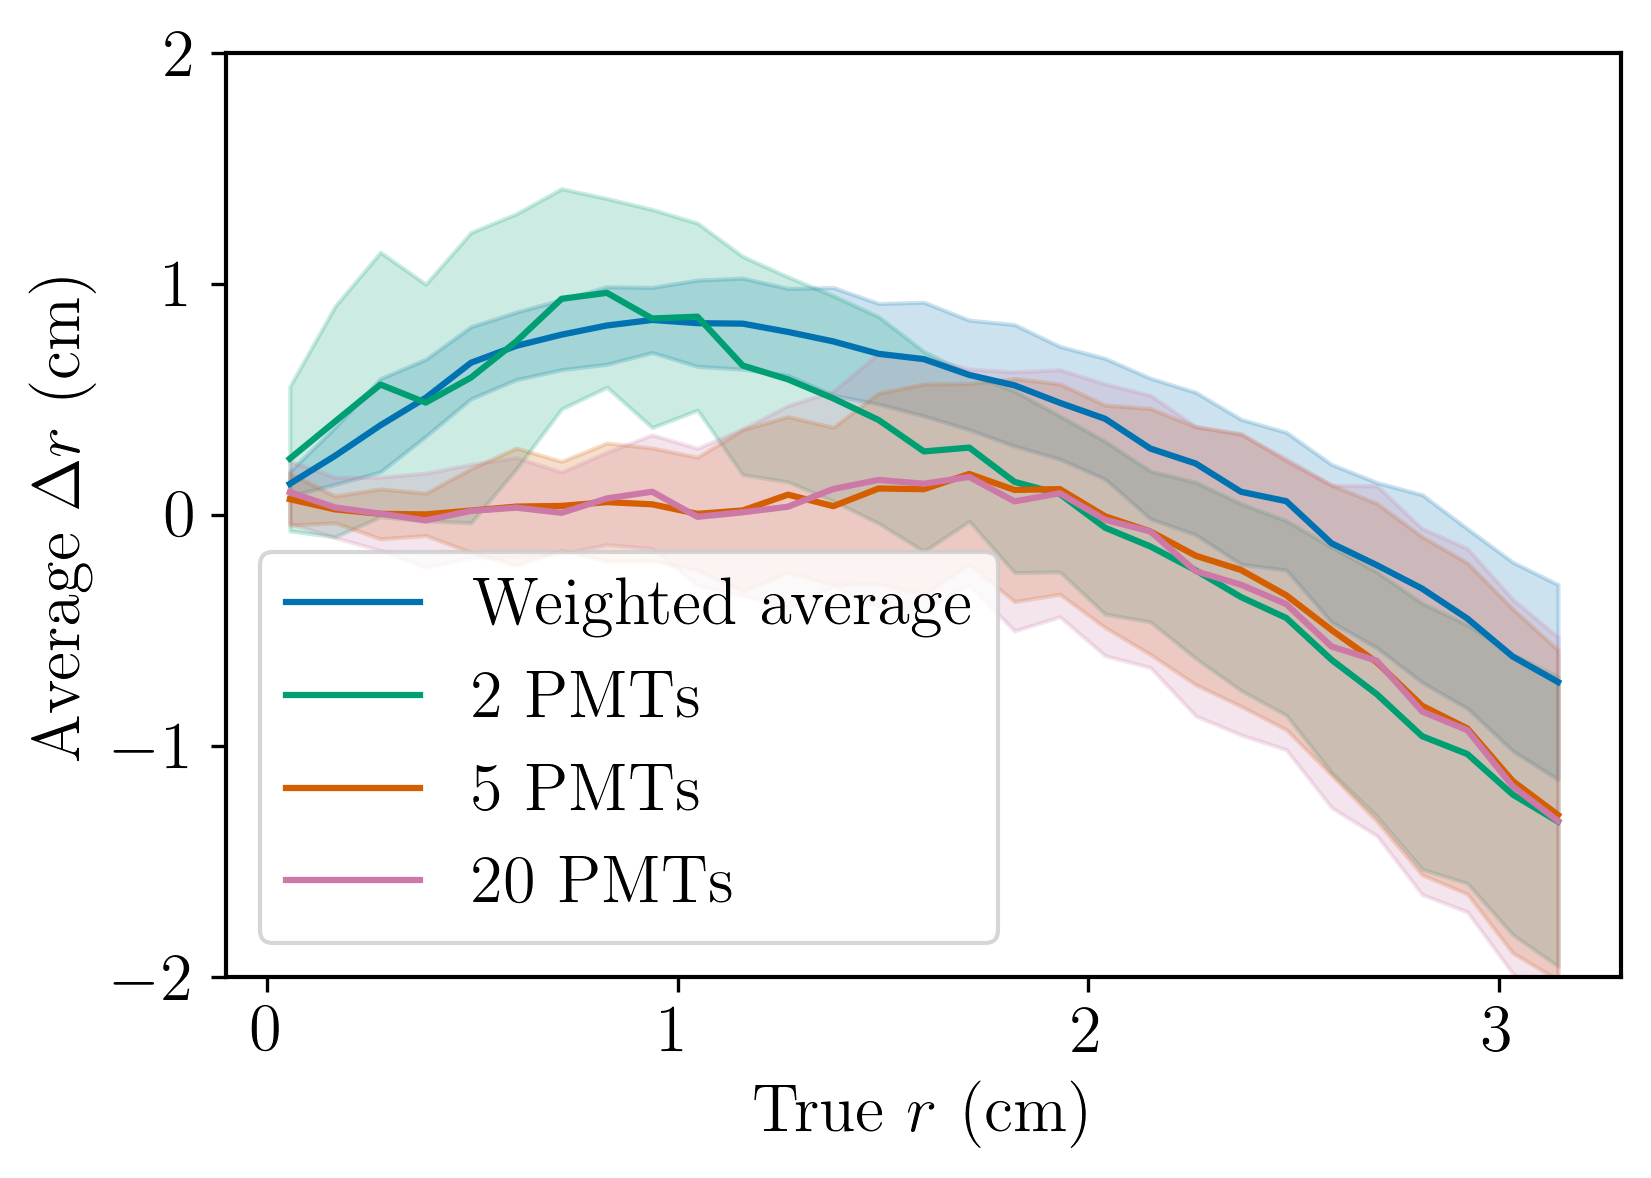 2
1
0
−1
−2
Average Δr (cm)
Weighted average
2 PMTs
5 PMTs
20 PMTs
0 1 2 3
True r (cm)